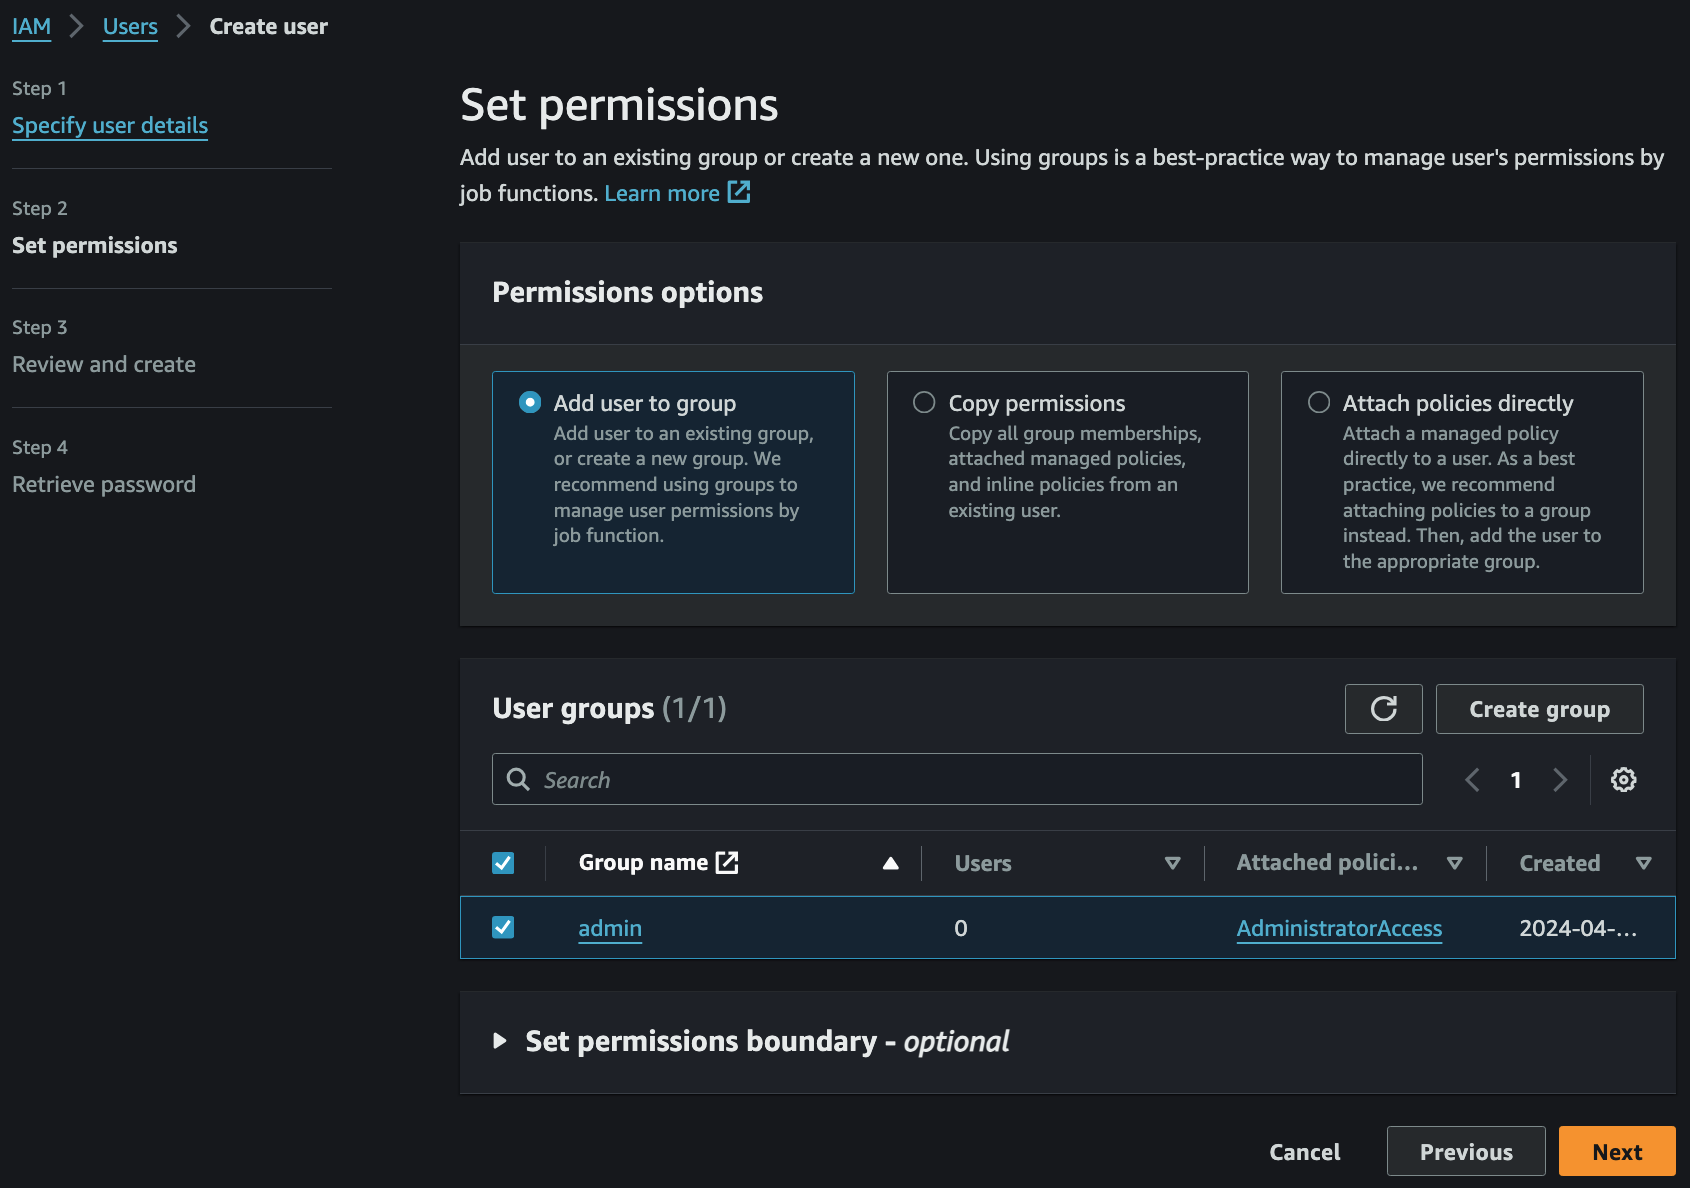 IAM > Users > Create user
Step 1
Specify user details
Step 2
Set permissions
Step 3
Review and create
Step 4
Retrieve password
Set permissions
Add user to an existing group or create a new one. Using groups is a best-practice way to manage user's permissions by
job functions. Learn more
Permissions options
Add user to group
Add user to an existing group,
or create a new group. We
recommend using groups to
manage user permissions by
job function.
Copy permissions
Copy all group memberships,
attached managed policies,
and inline policies from an
existing user.
Attach policies directly
Attach a managed policy
directly to a user. As a best
practice, we recommend
attaching policies to a group
instead. Then, add the user to
the appropriate group.
User groups (1/1)
Create group
Search
1
Group name Users Attached polici... Created
admin 0 AdministratorAccess 2024-04-...
Set permissions boundary - optional
Cancel Previous Next